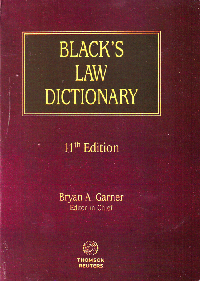 BLACK'S
LAW
DICTIONARY
11th Edition
Bryan A. Garner
Editor in Chief
THOMSON
REUTERS